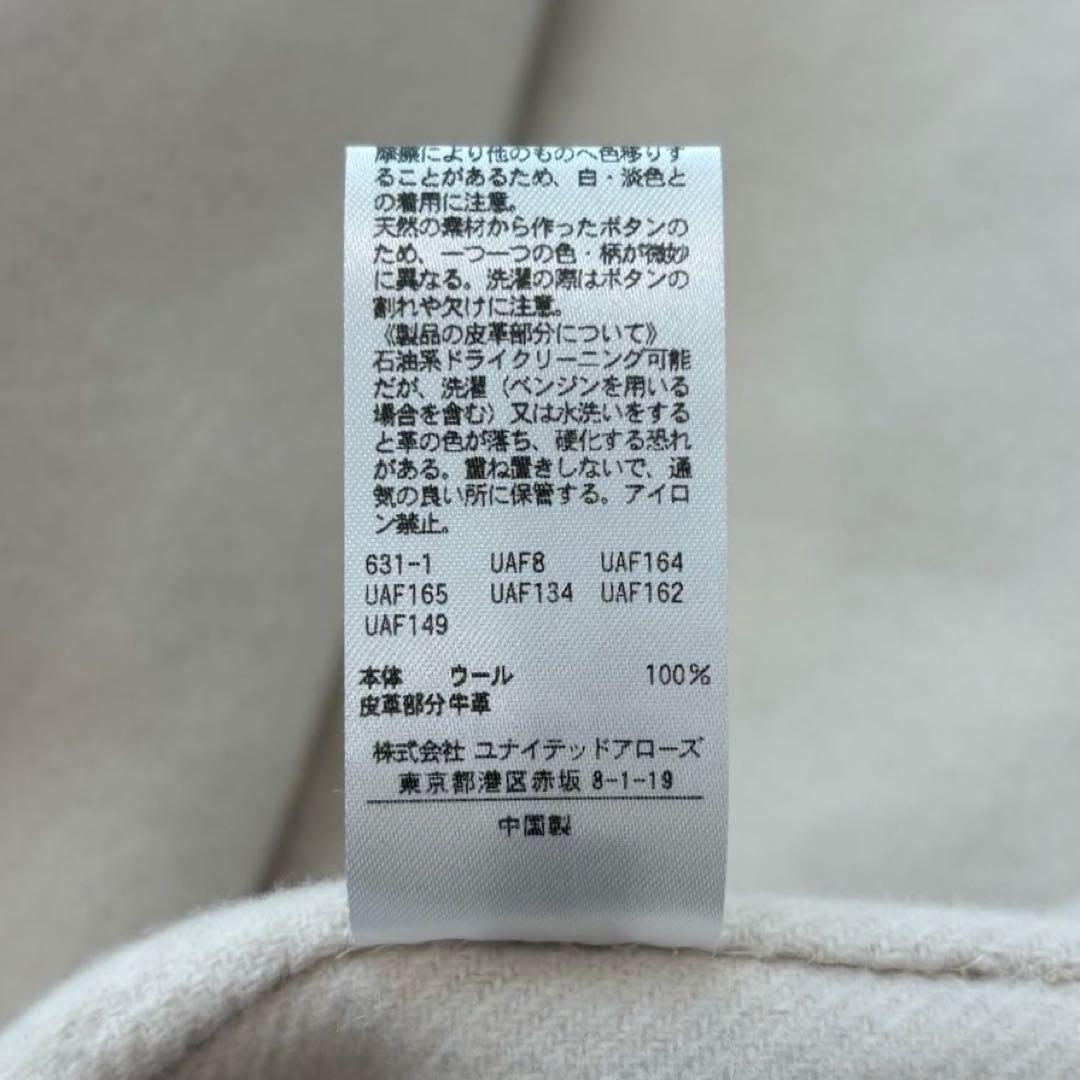 摩擦により他のものへ色移りす
ることがあるため、白・淡色と
の着用に注意。
天然の素材から作ったボタンの
ため、一つ一つの色・柄が微妙
に異なる。洗濯の際はボタンの
割れや欠けに注意。
《製品の皮革部分について》
石油系ドライクリーニング可能
だが、洗濯（ベンジンを用いる
場合を含む）又は水洗いをする
と革の色が落ち、硬化する恐れ
がある。重ね置きしないで、通
気の良い所に保管する。アイロ
ン禁止。
631-1 UAF8 UAF164
UAF165 UAF134 UAF162
UAF149
本体 ウール 100%
皮革部分牛革
株式会社 ユナイテッドアローズ
東京都港区赤坂 8-1-19
中国製